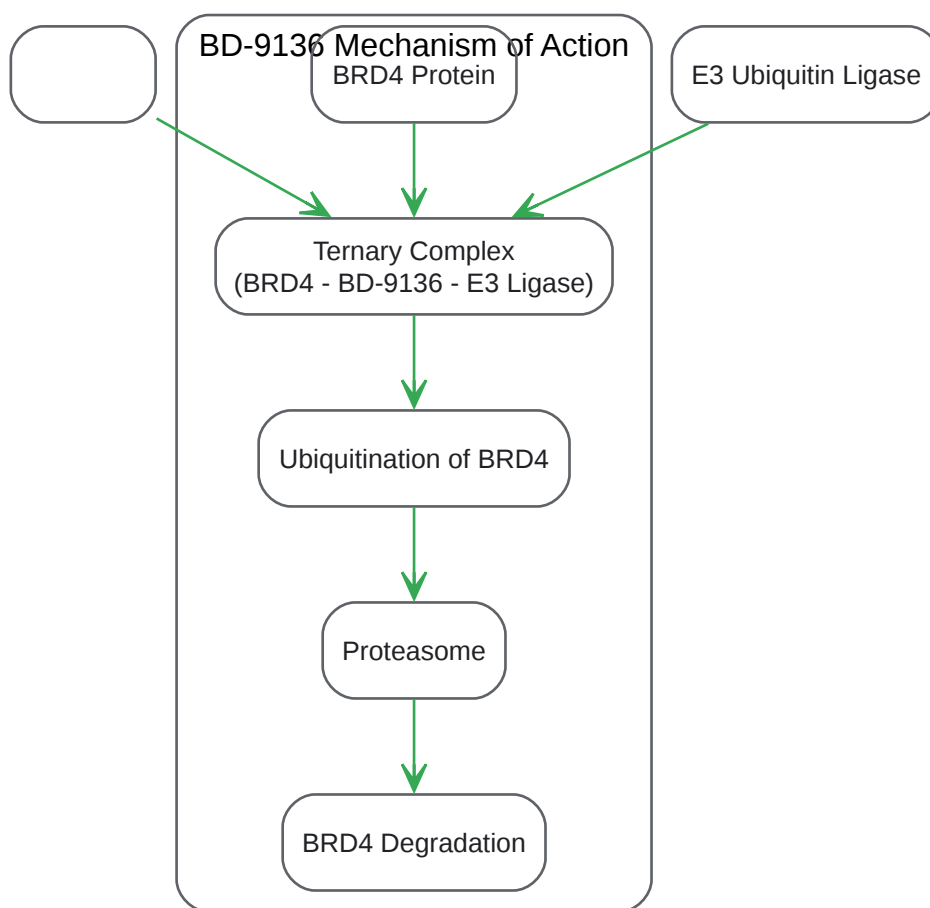 BD-9136 Mechanism of Action
BRD4 Protein
E3 Ubiquitin Ligase
Ternary Complex
(BRD4 - BD-9136 - E3 Ligase)
Ubiquitination of BRD4
Proteasome
BRD4 Degradation